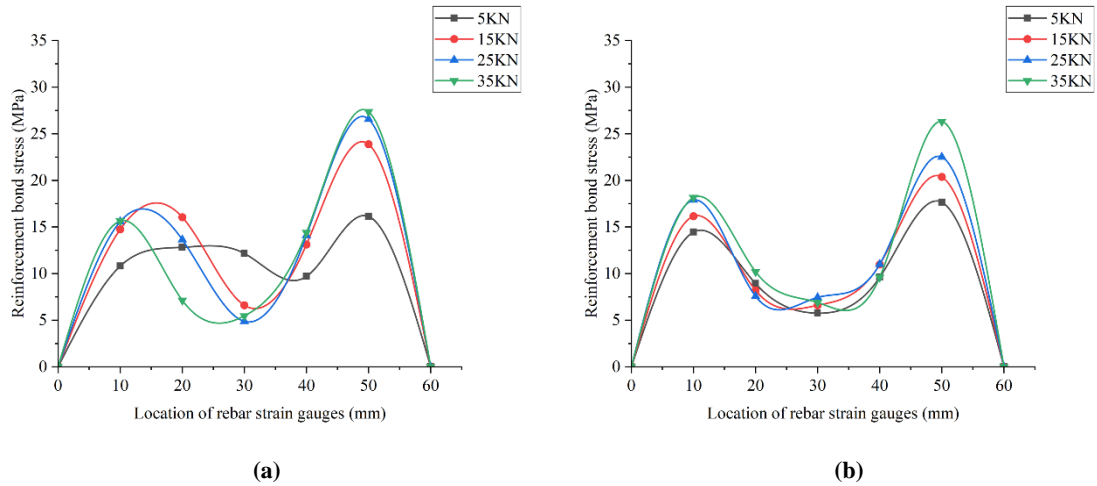 5KN
15KN
25KN
35KN
35
30
25
20
15
10
5
0
Reinforcement bond stress (MPa)
0 10 20 30 40 50 60
Location of rebar strain gauges (mm)
(a)
5KN
15KN
25KN
35KN
35
30
25
20
15
10
5
0
Reinforcement bond stress (MPa)
0 10 20 30 40 50 60
Location of rebar strain gauges (mm)
(b)